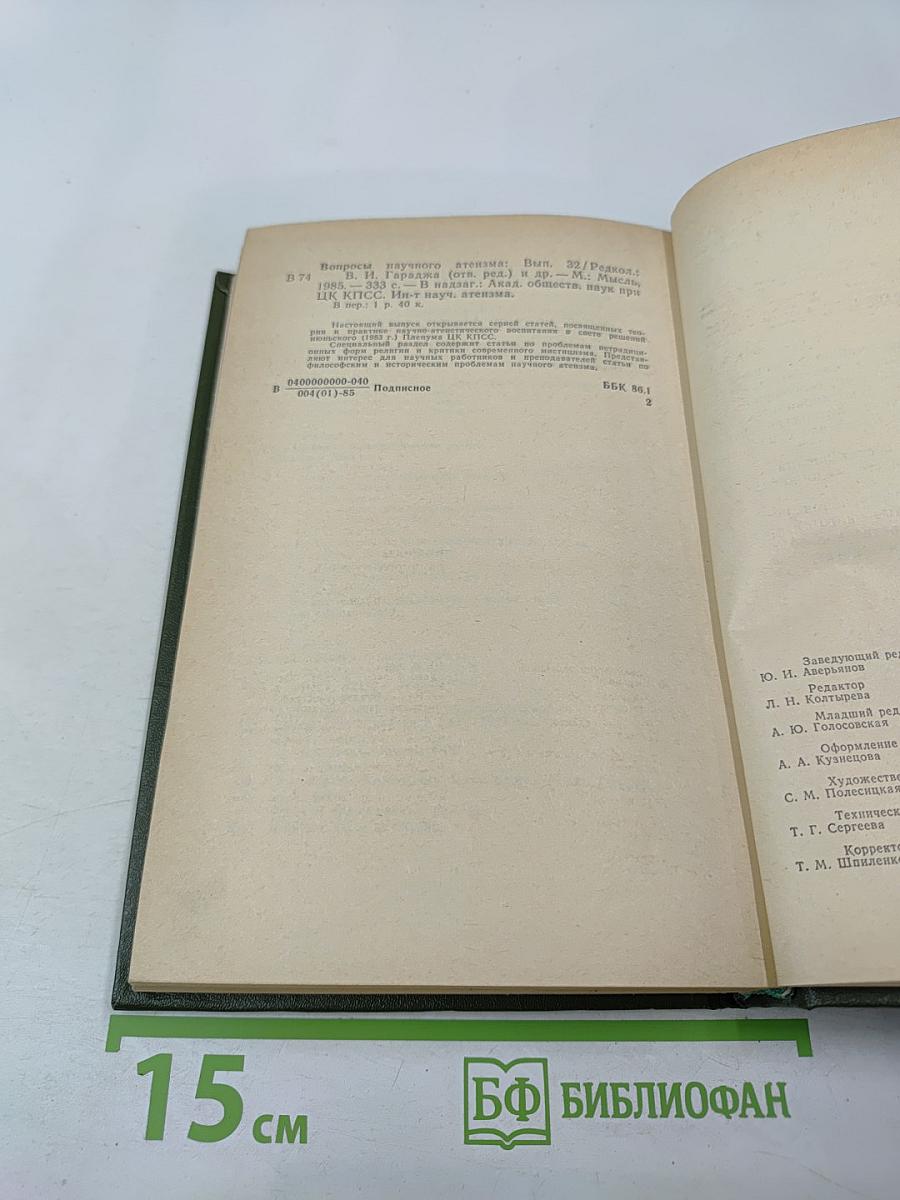 Вопросы научного атеизма: Вып. 32/Редкол.:
В 74 В. И. Гараджа (отв. ред.) и др. — М.: Мысль,
1985. — 333 с. — В надзаг.: Акад. обществ. наук при
ЦК КПСС. Ин-т науч. атеизма.
В пер.: 1 р. 40 к.
Настоящий выпуск открывается серией статей, посвященных тео-
рии и практике научно-атеистического воспитания в свете решений
июньского (1983 г.) Пленума ЦК КПСС.
Специальный раздел содержит статьи по проблемам нетрадици-
онных форм религии и критики современного мистицизма. Представ-
ляют интерес для научных работников и преподавателей статьи по
философским и историческим проблемам научного атеизма.
В 0400000000-040 Подписное ББК 86.1
004(01)-85 2
Заведующий ред
Ю. И. Аверьянов
Редактор
Л. Н. Колтырева
Младший ред
А. Ю. Голосовская
Оформление
А. А. Кузнецова
Художестве
С. М. Полесицкая
Техническ
Т. Г. Сергеева
Коррект
Т. М. Шпиленк
15 см
БФ БИБЛИОФАН